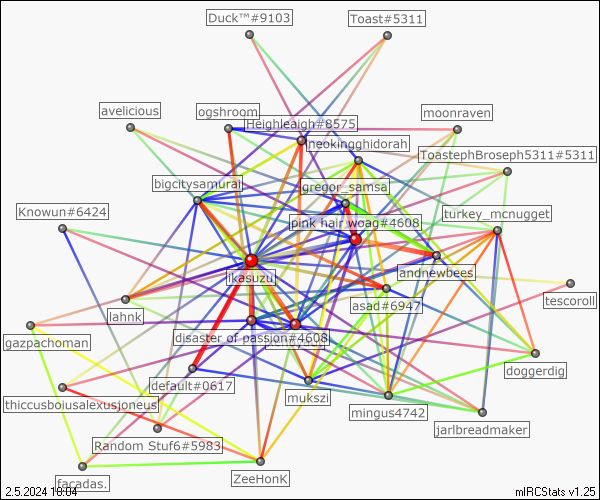 Duck™#9103
Toast#5311
avelicious
ogshroom
moonraven
Heighleaigh#8575
neokingghidorah
ToastephBroseph5311#5311
bigcitysamurai
gregor_samsa
Knowun#6424
turkey_mcnugget
pink hair woag#4608
andnewbees
ikasuzu
tescoroll
lahnk
asad#6947
gazpachoman
disaster of passion#4608
doggerdig
default#0617
mukszi
thiccusboiusalexusjoneus
mingus4742
jarlbreadmaker
Random Stuf6#5983
facadas.
ZeeHonK
2.5.2024 10:04
mIRCStats v1.25